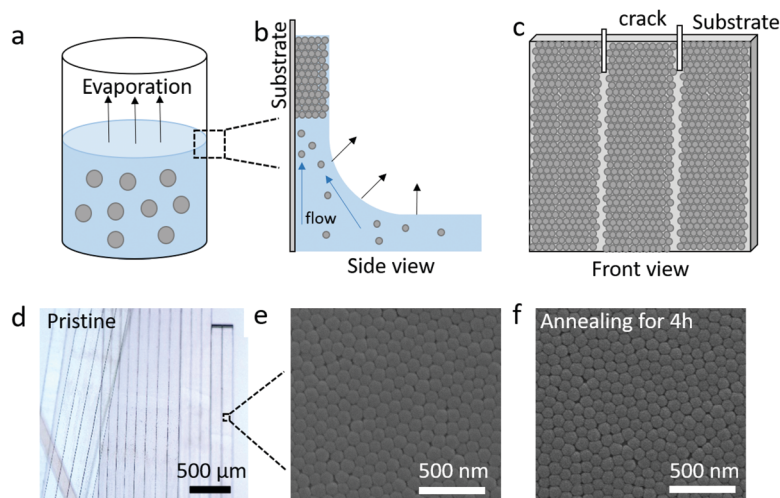 a
Evaporation
b
Substrate
flow
Side view
c
crack
Substrate
Front view
d
Pristine
500 μm
e
500 nm
f
Annealing for 4h
500 nm